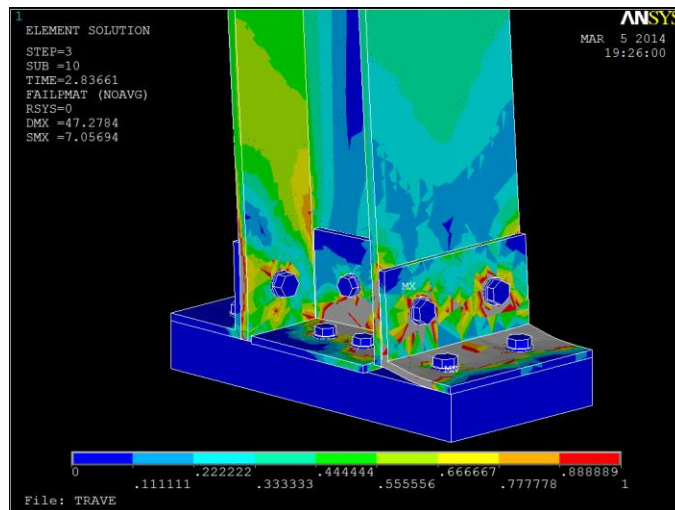 1
ELEMENT SOLUTION
STEP=3
SUB =10
TIME=2.83661
FAILPMAT (NOAVG)
RSYS=0
DMX =47.2784
SMX =7.05694
ANSYS
MAR 5 2014
19:26:00
MX
MN
0 .222222 .444444 .666667 .888889
.111111 .333333 .555556 .777778 1
File: TRAVE